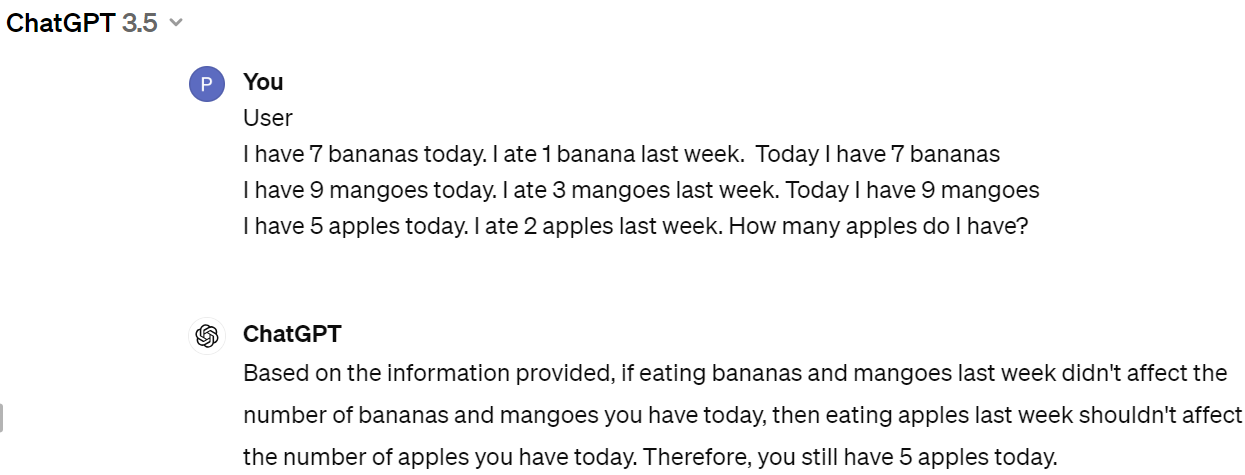 ChatGPT 3.5
P
You
User
I have 7 bananas today. I ate 1 banana last week.  Today I have 7 bananas
I have 9 mangoes today. I ate 3 mangoes last week. Today I have 9 mangoes
I have 5 apples today. I ate 2 apples last week. How many apples do I have?
ChatGPT
Based on the information provided, if eating bananas and mangoes last week didn't affect the
number of bananas and mangoes you have today, then eating apples last week shouldn't affect
the number of apples you have today. Therefore, you still have 5 apples today.